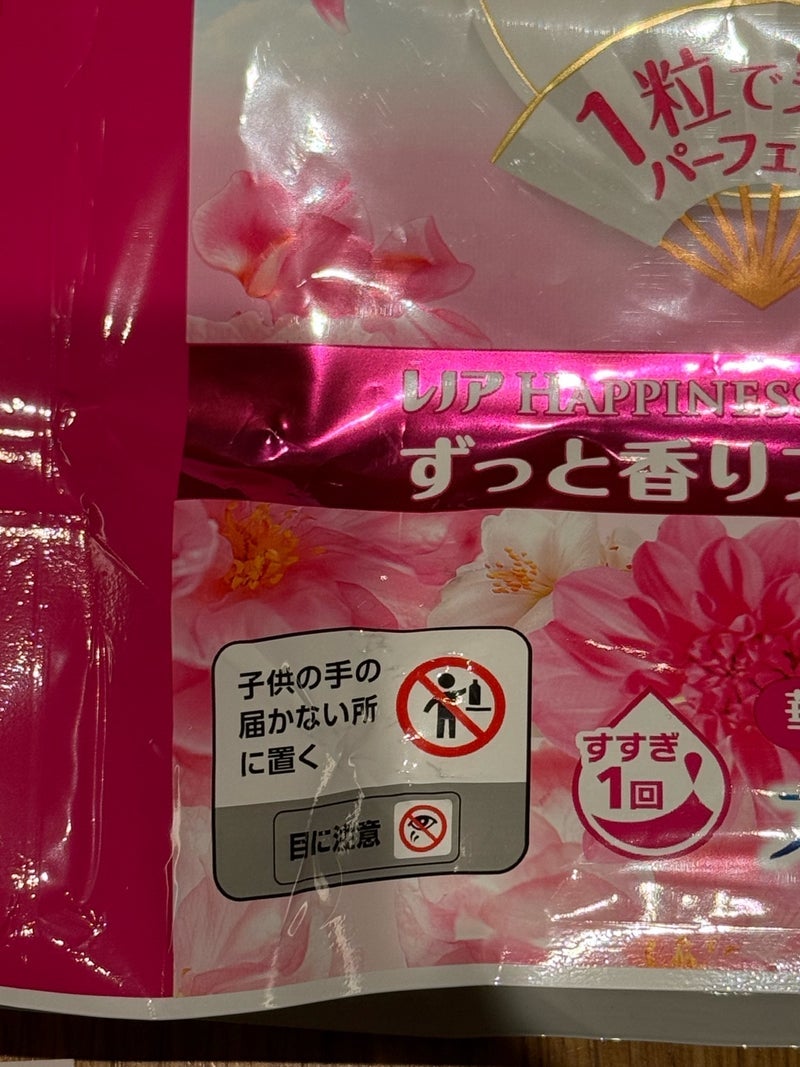 1粒で
パーフェ
レノア HAPPINESS
ずっと香り
子供の手の
届かない所
に置く
すすぎ
1回
目に注意